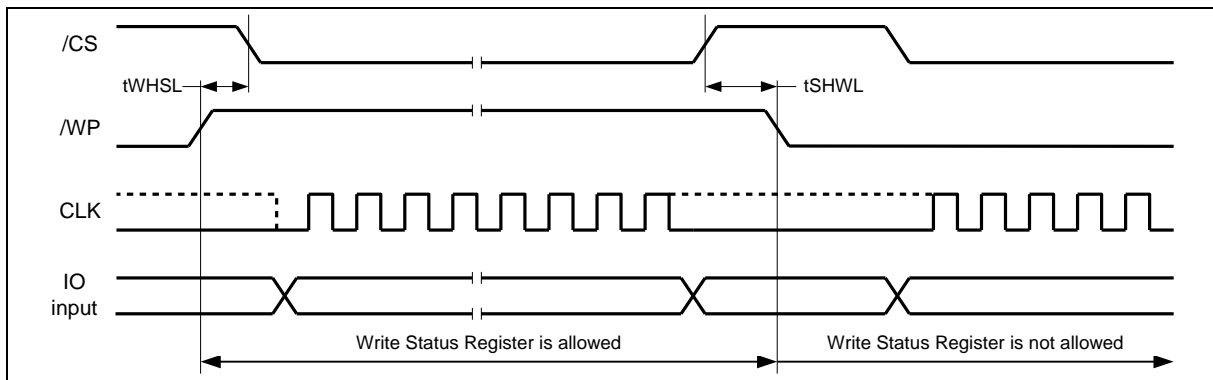 /CS
tWHSL
tSHWL
/WP
CLK
IO
input
Write Status Register is allowed
Write Status Register is not allowed